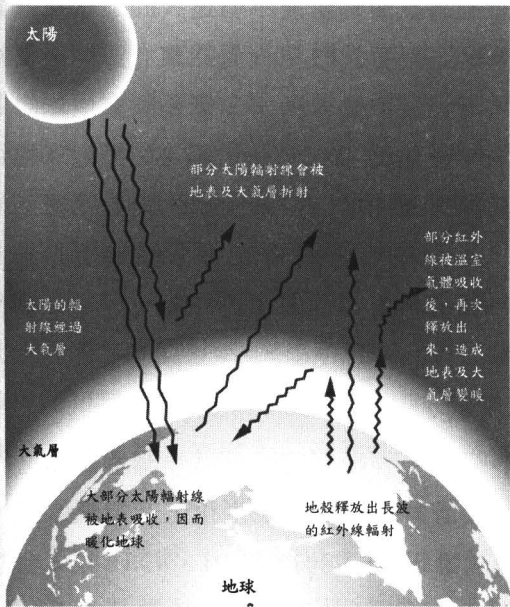 太陽
部分太陽輻射線會被
地表及大氣層折射
部分紅外
線被溫室
氣體吸收
後，再次
釋放出
來，造成
地表及大
氣層變暖
太陽的輻
射線經過
大氣層
大氣層
大部分太陽輻射線
被地表吸收，因而
暖化地球
地殼釋放出長波
的紅外線輻射
地球